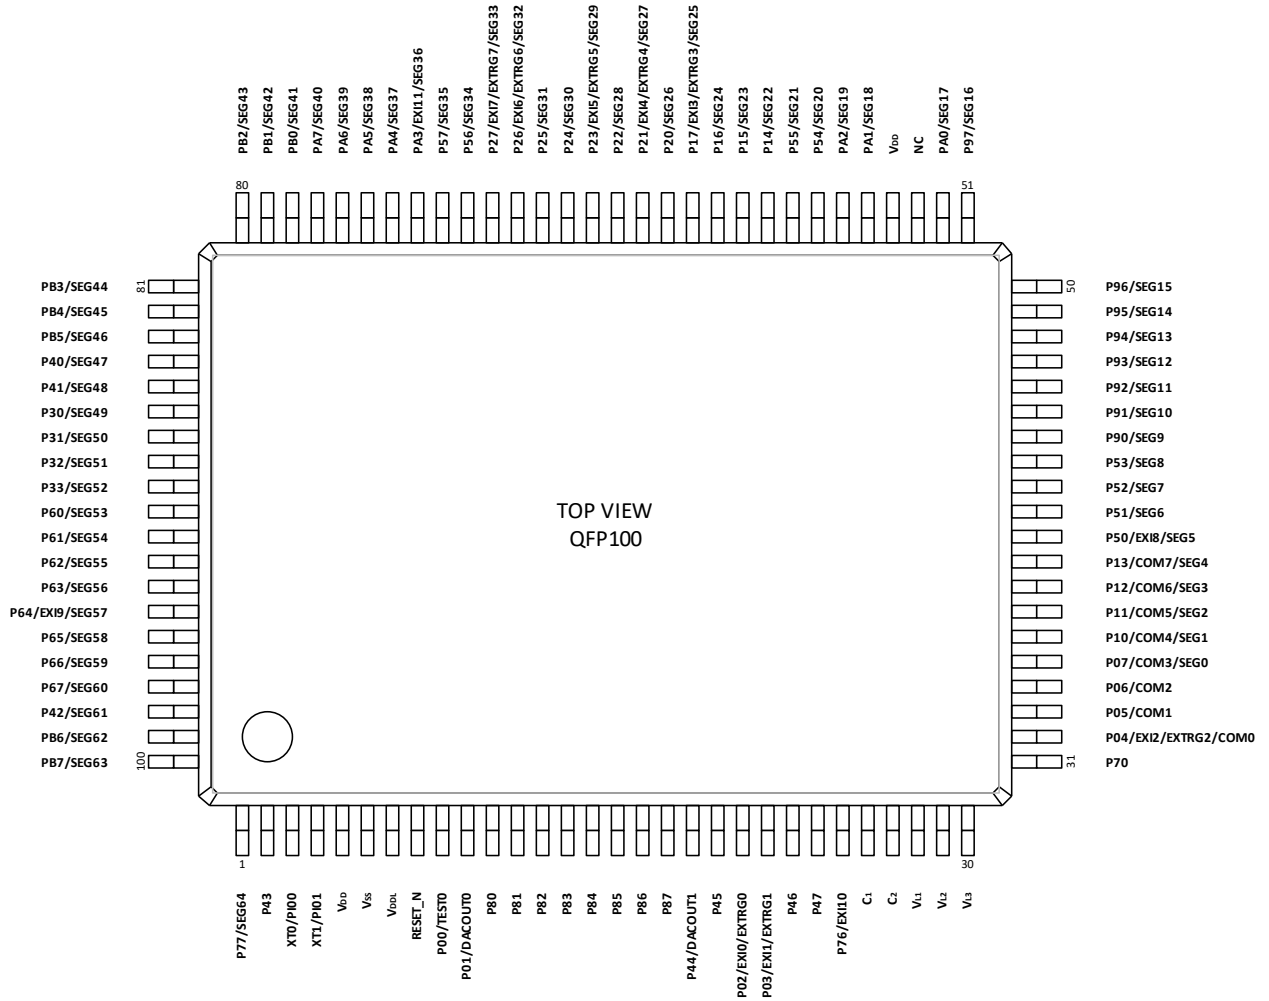 PB2/SEG43
PB1/SEG42
PB0/SEG41
PA7/SEG40
PA6/SEG39
PA5/SEG38
PA4/SEG37
PA3/EXI11/SEG36
P57/SEG35
P56/SEG34
P27/EXI7/EXTRG7/SEG33
P26/EXI6/EXTRG6/SEG32
P25/SEG31
P24/SEG30
P23/EXI5/EXTRG5/SEG29
P22/SEG28
P21/EXI4/EXTRG4/SEG27
P20/SEG26
P17/EXI3/EXTRG3/SEG25
P16/SEG24
P15/SEG23
P14/SEG22
P55/SEG21
P54/SEG20
PA2/SEG19
PA1/SEG18
VDD
NC
PA0/SEG17
P97/SEG16
80
51
PB3/SEG44
PB4/SEG45
PB5/SEG46
P40/SEG47
P41/SEG48
P30/SEG49
P31/SEG50
P32/SEG51
P33/SEG52
P60/SEG53
P61/SEG54
P62/SEG55
P63/SEG56
P64/EXI9/SEG57
P65/SEG58
P66/SEG59
P67/SEG60
P42/SEG61
PB6/SEG62
PB7/SEG63
81
100
TOP VIEW
QFP100
50
31
P96/SEG15
P95/SEG14
P94/SEG13
P93/SEG12
P92/SEG11
P91/SEG10
P90/SEG9
P53/SEG8
P52/SEG7
P51/SEG6
P50/EXI8/SEG5
P13/COM7/SEG4
P12/COM6/SEG3
P11/COM5/SEG2
P10/COM4/SEG1
P07/COM3/SEG0
P06/COM2
P05/COM1
P04/EXI2/EXTRG2/COM0
P70
1
30
P77/SEG64
P43
XT0/PI00
XT1/PI01
VDD
VSS
VDDL
RESET_N
P00/TEST0
P01/DACOUT0
P80
P81
P82
P83
P84
P85
P86
P87
P44/DACOUT1
P45
P02/EXI0/EXTRG0
P03/EXI1/EXTRG1
P46
P47
P76/EXI10
C1
C2
VL1
VL2
VL3